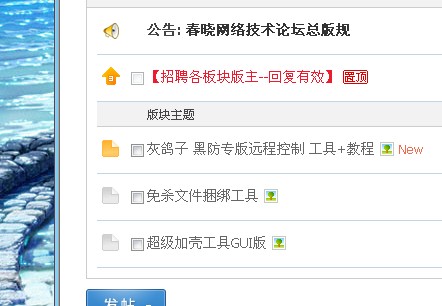 公告: 春晓网络技术论坛总版规
【招聘各板块版主--回复有效】 置顶
版块主题
灰鸽子 黑防专版远程控制 工具+教程 New
免杀文件捆绑工具
超级加壳工具GUI版
发帖